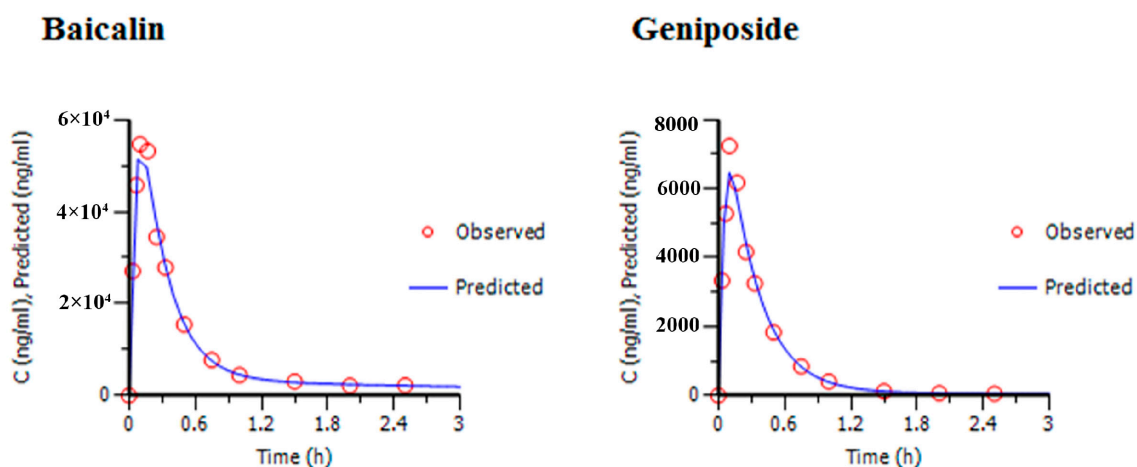 Baicalin
C (ng/ml), Predicted (ng/ml)
6×10⁴
4×10⁴
2×10⁴
0
0 0.6 1.2 1.8 2.4 3
Time (h)
Observed
Predicted
Geniposide
C (ng/ml), Predicted (ng/ml)
8000
6000
4000
2000
0
0 0.6 1.2 1.8 2.4 3
Time (h)
Observed
Predicted